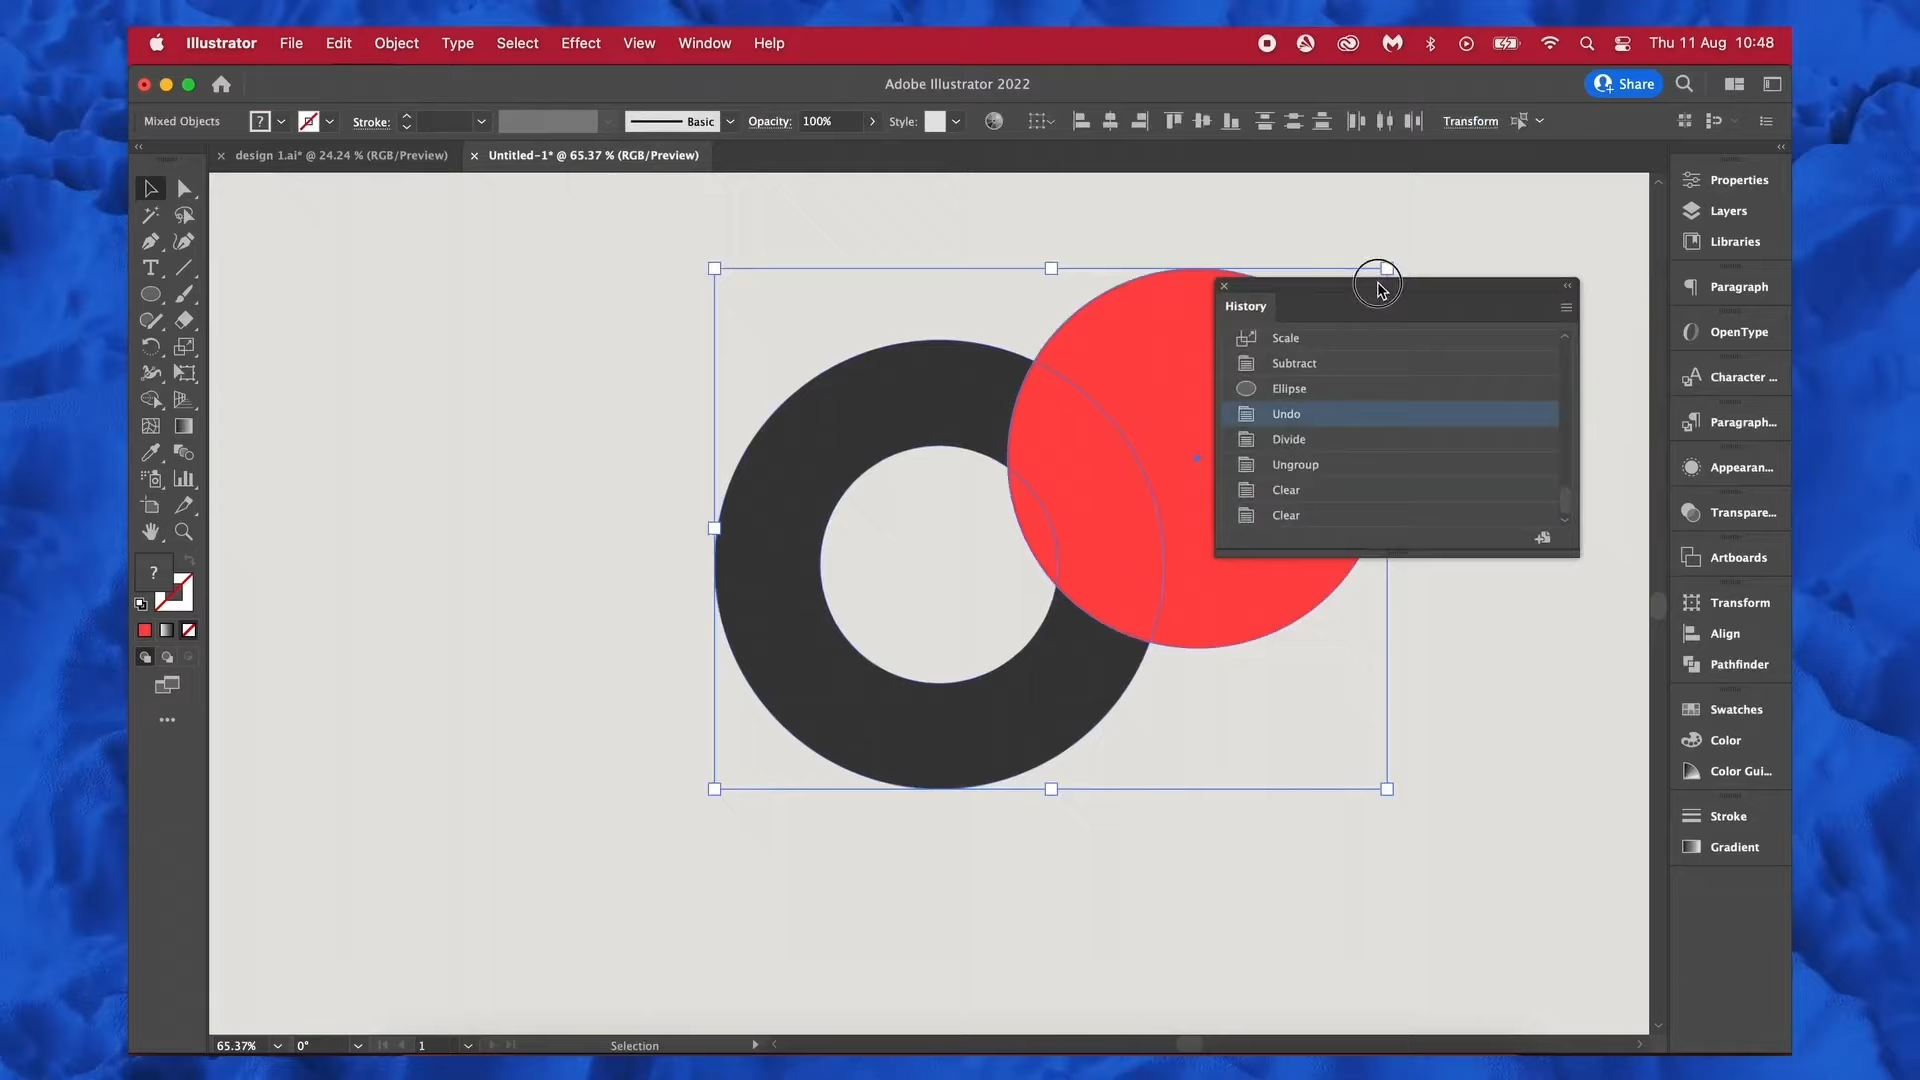 Illustrator File Edit Object Type Select Effect View Window Help Thu 11 Aug 10:48
Adobe Illustrator 2022 Share
Mixed Objects ? Stroke: Basic Opacity: 100% Style: Transform
design 1.ai* @ 24.24 % (RGB/Preview) Untitled-1* @ 65.37 % (RGB/Preview)
Properties
Layers
Libraries
Paragraph
OpenType
Character ...
Paragraph...
Appearan...
Transpare...
Artboards
Transform
Align
Pathfinder
Swatches
Color
Color Gui...
Stroke
Gradient
History
Scale
Subtract
Ellipse
Undo
Divide
Ungroup
Clear
Clear
?
65.37% 0° 1 Selection